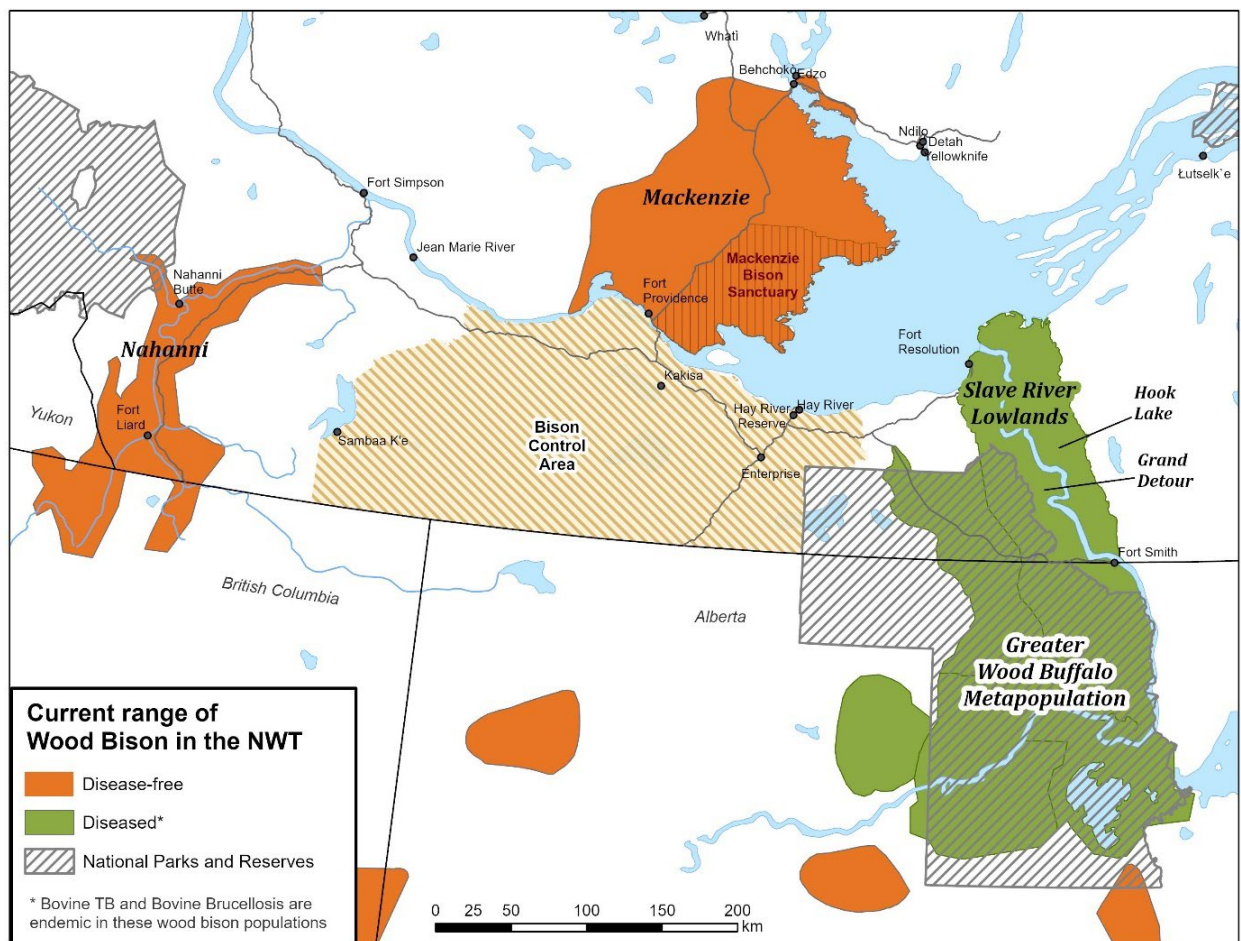 Whatì
Behchokò
Edzo
Ndilo
Detah
Yellowknife
Łutselk`e
Fort Simpson
Mackenzie
Jean Marie River
Mackenzie
Bison
Sanctuary
Nahanni
Butte
Fort
Providence
Nahanni
Fort
Resolution
Kakisa
Slave River
Lowlands
Hook
Lake
Yukon
Fort
Liard
Sambaa K'e
Bison
Control
Area
Hay River
Reserve
Hay River
Enterprise
Grand
Detour
Fort Smith
British Columbia
Alberta
Greater
Wood Buffalo
Metapopulation
Current range of
Wood Bison in the NWT
Disease-free
Diseased*
National Parks and Reserves
* Bovine TB and Bovine Brucellosis are
endemic in these wood bison populations
0 25 50 100 150 200
km